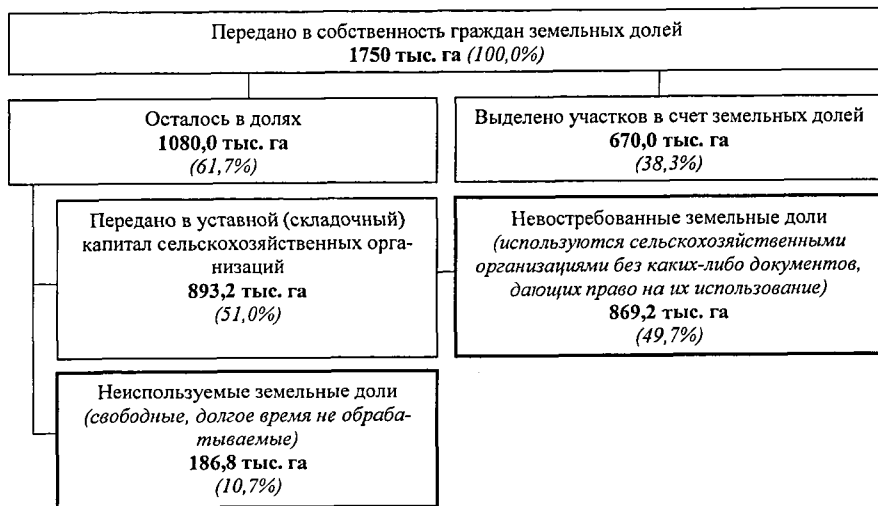 Передано в собственность граждан земельных долей
1750 тыс. га (100,0%)
Осталось в долях
1080,0 тыс. га
(61,7%)
Выделено участков в счет земельных долей
670,0 тыс. га
(38,3%)
Передано в уставной (складочный)
капитал сельскохозяйственных орга-
низаций
893,2 тыс. га
(51,0%)
Невостребованные земельные доли
(используются сельскохозяйственными
организациями без каких-либо документов,
дающих право на их использование)
869,2 тыс. га
(49,7%)
Неиспользуемые земельные доли
(свободные, долгое время не обраба-
тываемые)
186,8 тыс. га
(10,7%)